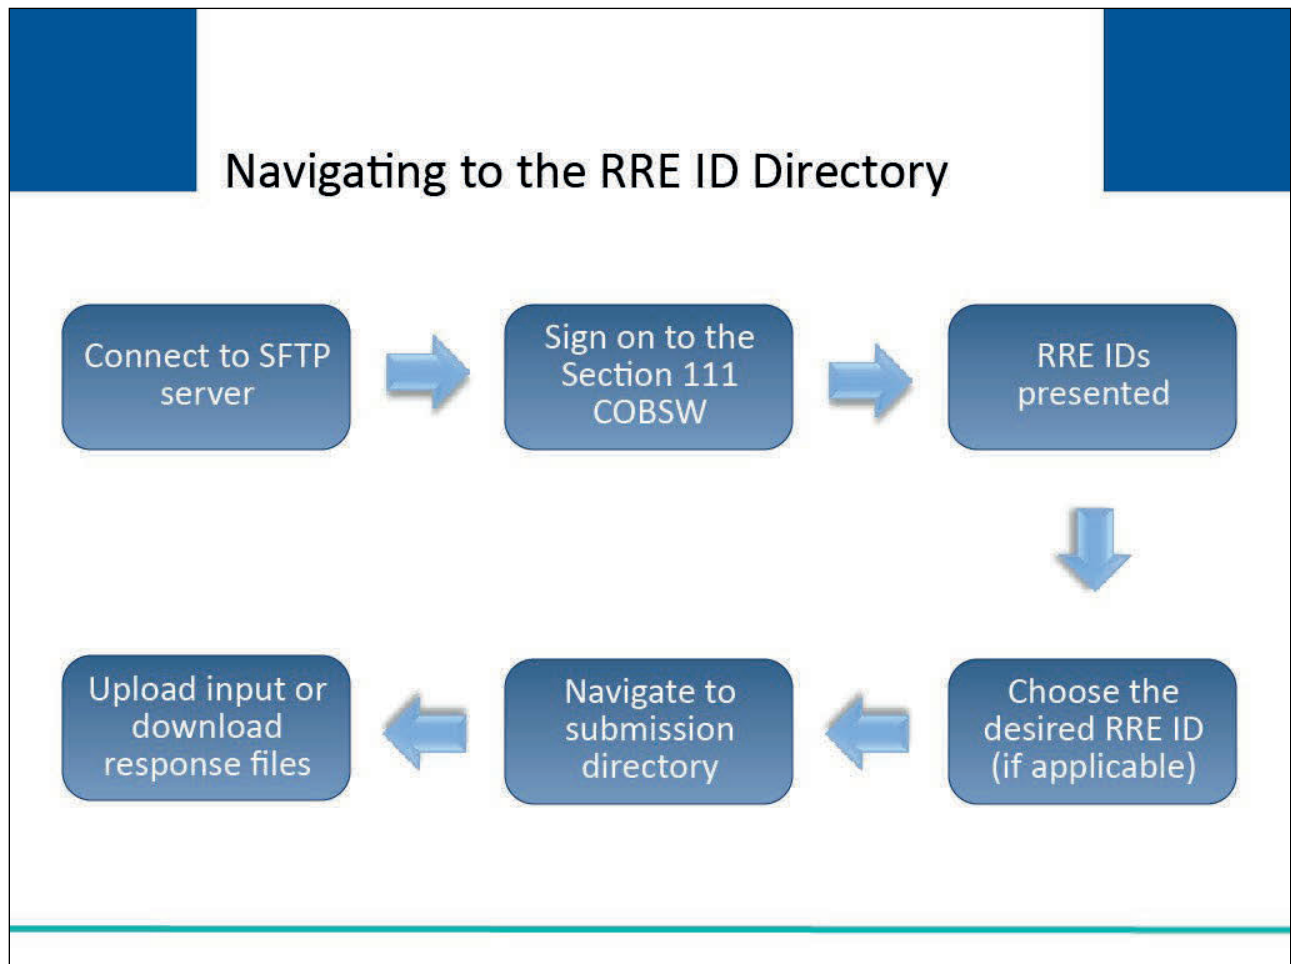 Navigating to the RRE ID Directory
Connect to SFTP
server
Sign on to the
Section 111
COBSW
RRE IDs
presented
Choose the
desired RRE ID
(if applicable)
Navigate to
submission
directory
Upload input or
download
response files